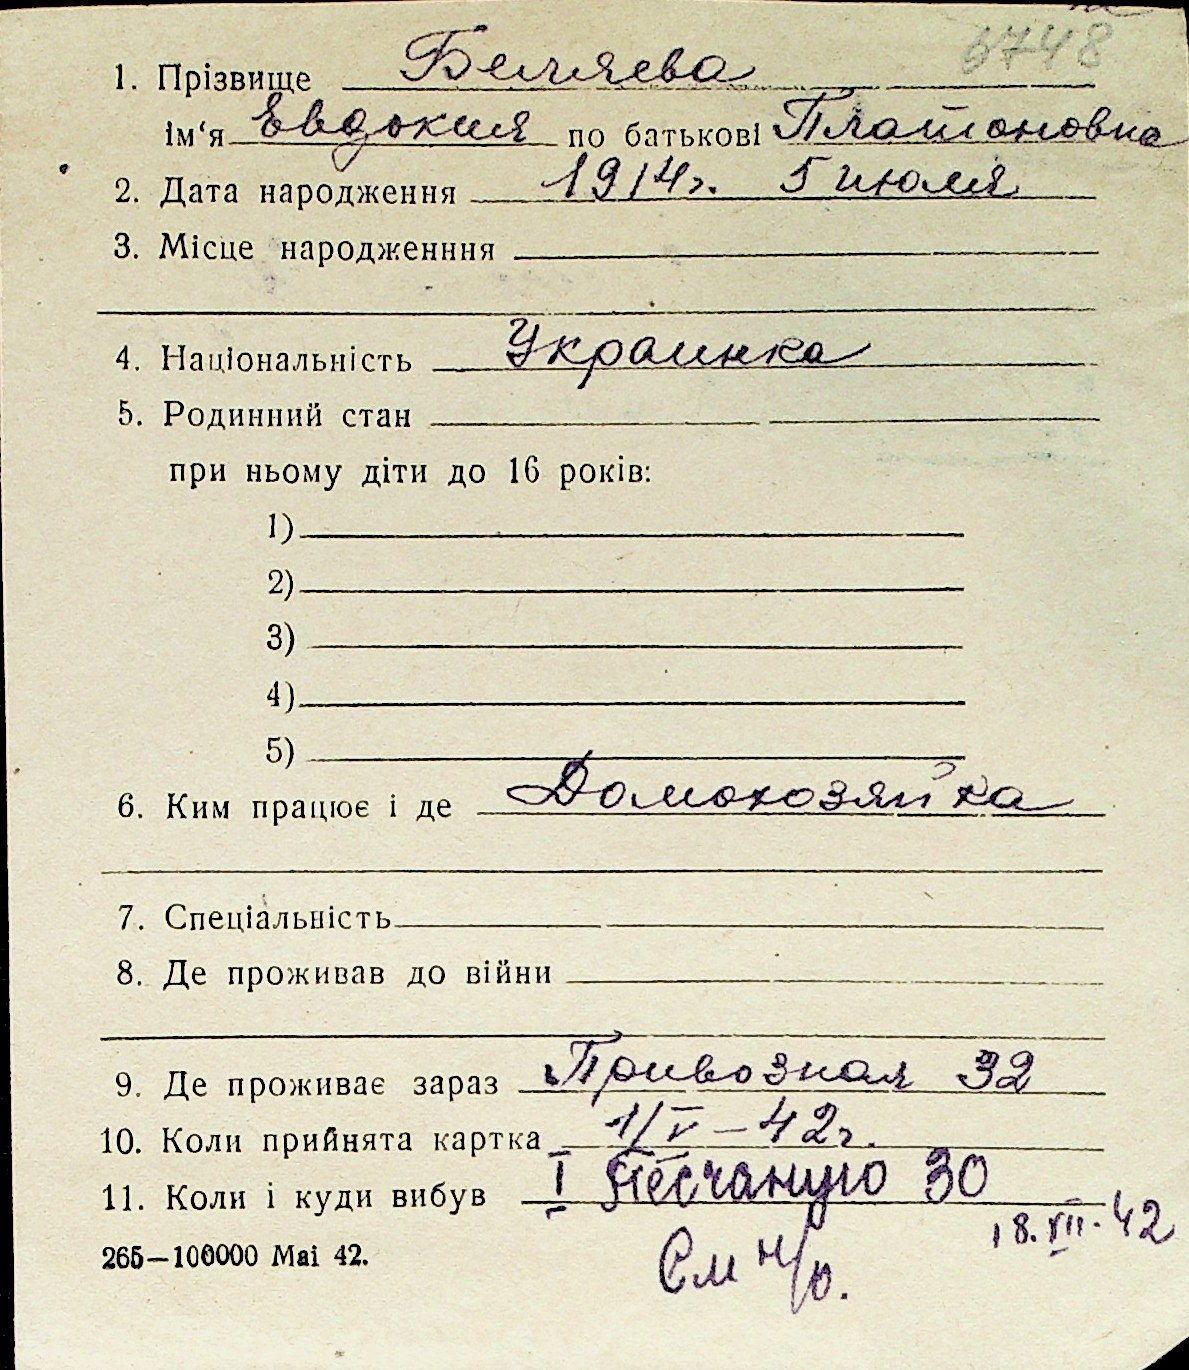 6748
1. Прізвище Беляева
ім‘я Евдокия по батькові Платоновна
2. Дата народження 1914г. 5 июля
3. Місце народженння
4. Національність Украинка
5. Родинний стан
при ньому діти до 16 років:
1)
2)
3)
4)
5)
6. Ким працює і де Домохозяйка
7. Спеціальність
8. Де проживав до війни
9. Де проживає зараз Привозная 32
10. Коли прийнята картка 1/V – 42г.
11. Коли і куди вибув I Песчаную 30
18.VII.42
265—100000 Mai 42.
См н/о.